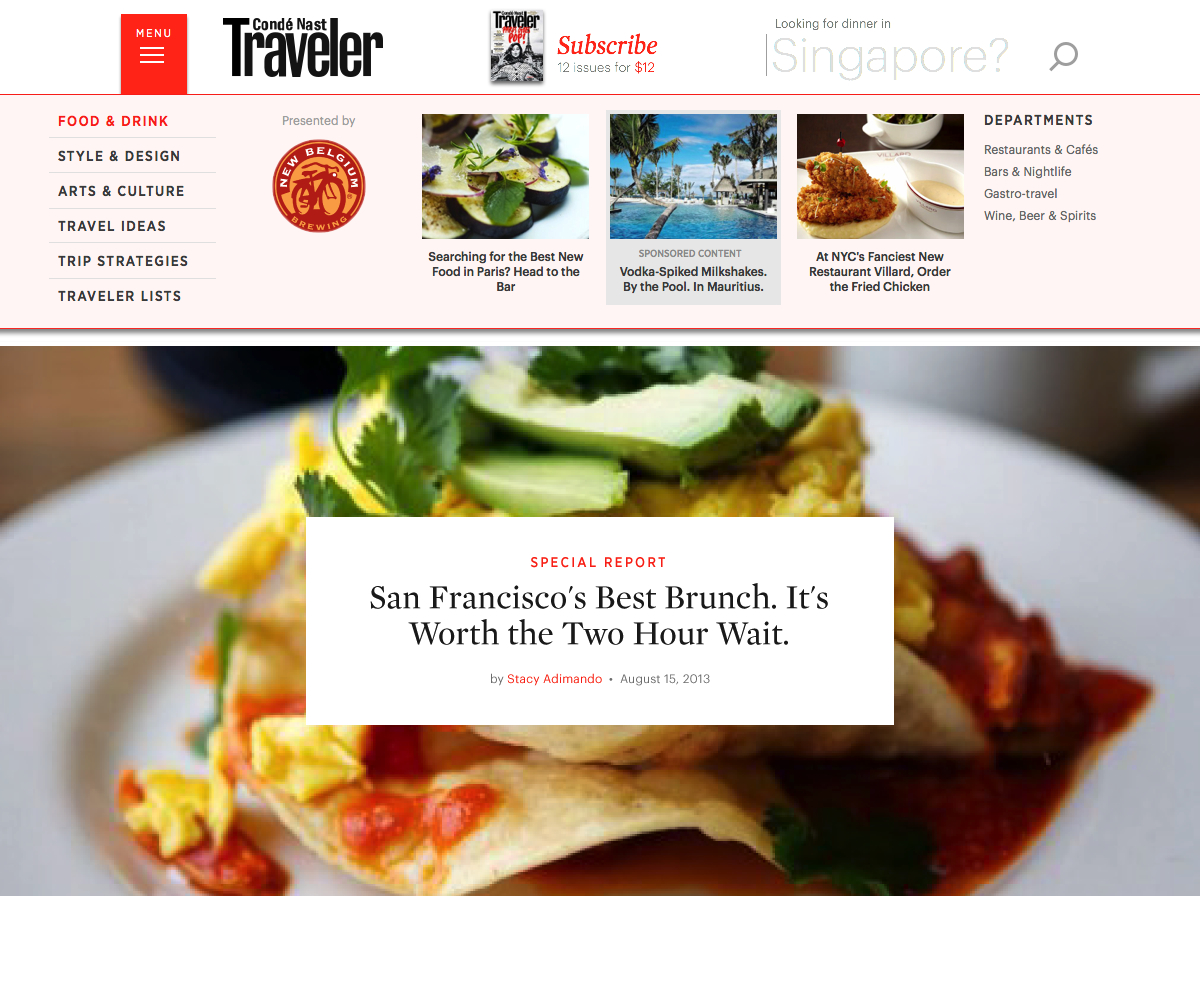 MENU
Condé Nast
Traveler
Condé Nast
Traveler
POP!
Subscribe
12 issues for $12
Looking for dinner in
Singapore?
FOOD & DRINK
STYLE & DESIGN
ARTS & CULTURE
TRAVEL IDEAS
TRIP STRATEGIES
TRAVELER LISTS
Presented by
NEW BELGIUM
BREWING
Searching for the Best New
Food in Paris? Head to the
Bar
SPONSORED CONTENT
Vodka-Spiked Milkshakes.
By the Pool. In Mauritius.
VILLARD
At NYC's Fanciest New
Restaurant Villard, Order
the Fried Chicken
DEPARTMENTS
Restaurants & Cafés
Bars & Nightlife
Gastro-travel
Wine, Beer & Spirits
SPECIAL REPORT
San Francisco's Best Brunch. It's
Worth the Two Hour Wait.
by Stacy Adimando • August 15, 2013